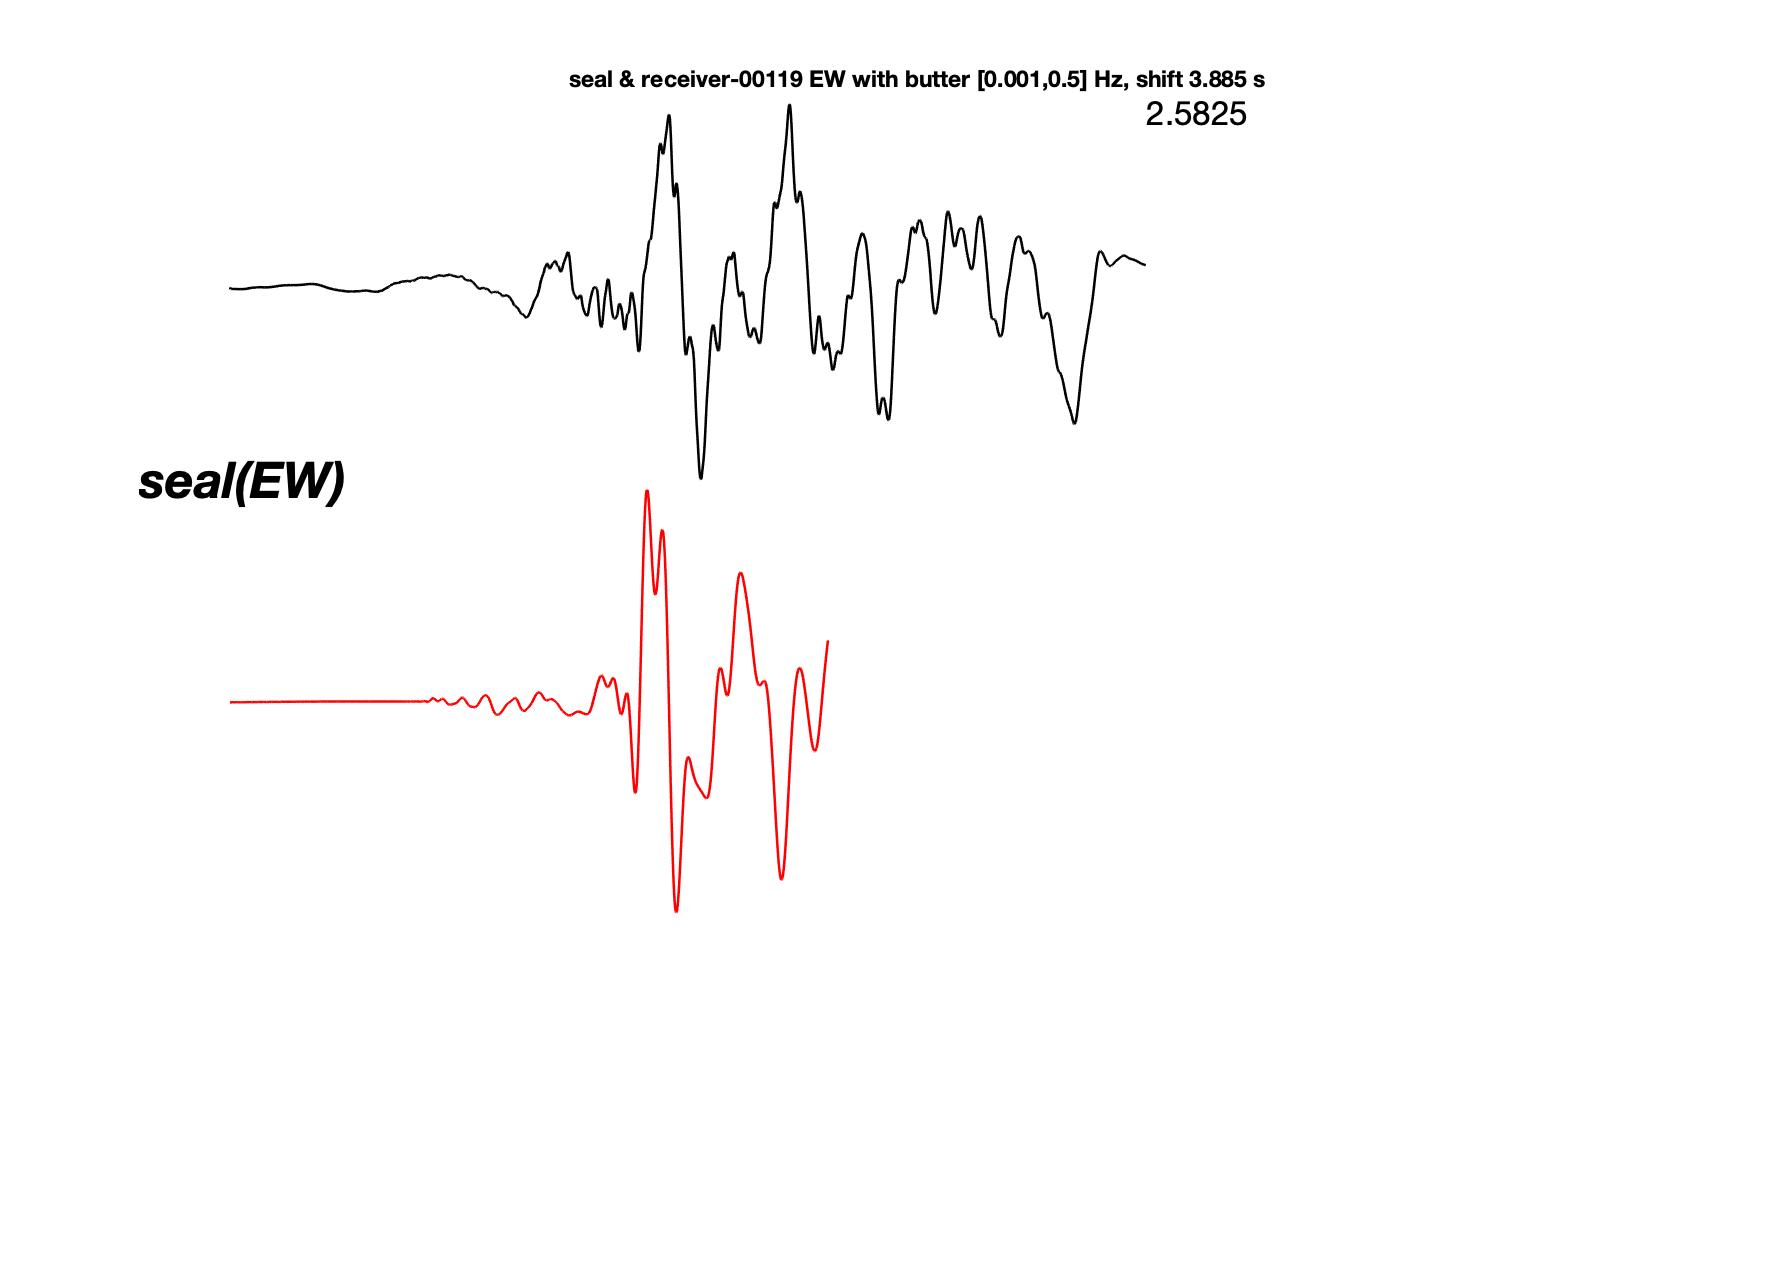 seal & receiver-00119 EW with butter [0.001,0.5] Hz, shift 3.885 s
2.5825
seal(EW)